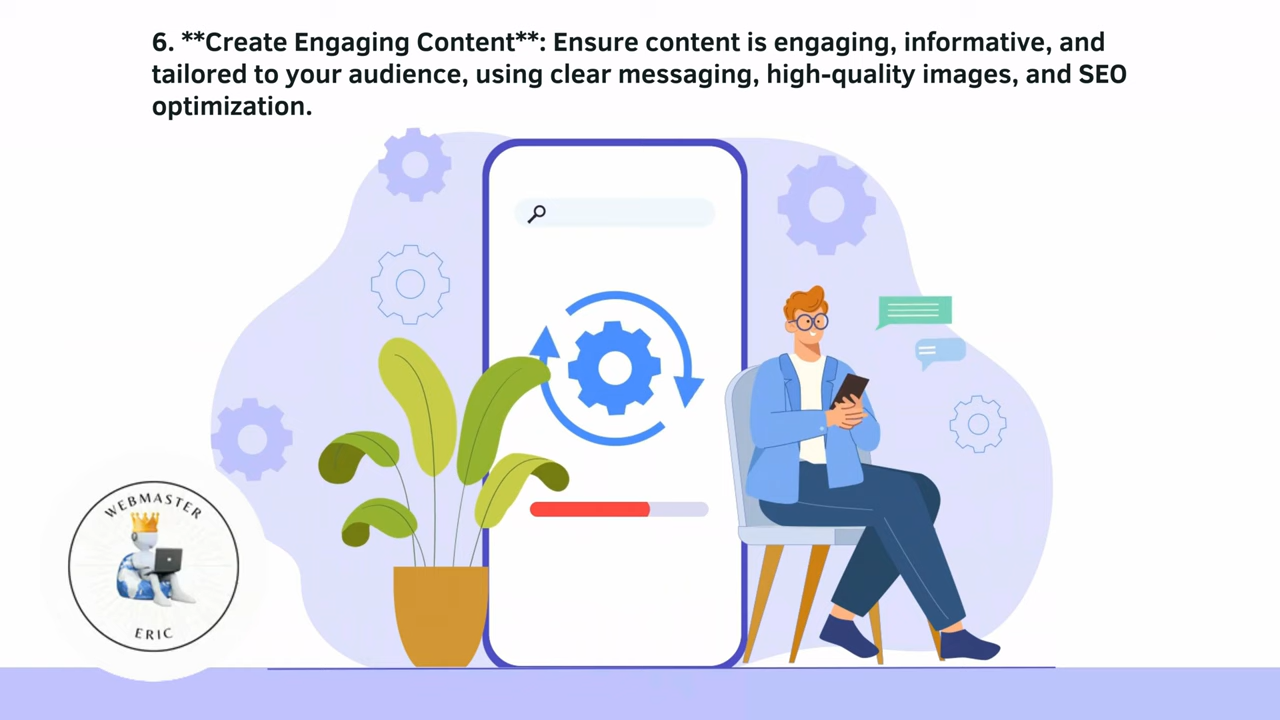 6. **Create Engaging Content**: Ensure content is engaging, informative, and
tailored to your audience, using clear messaging, high-quality images, and SEO
optimization.
WEBMASTER
ERIC